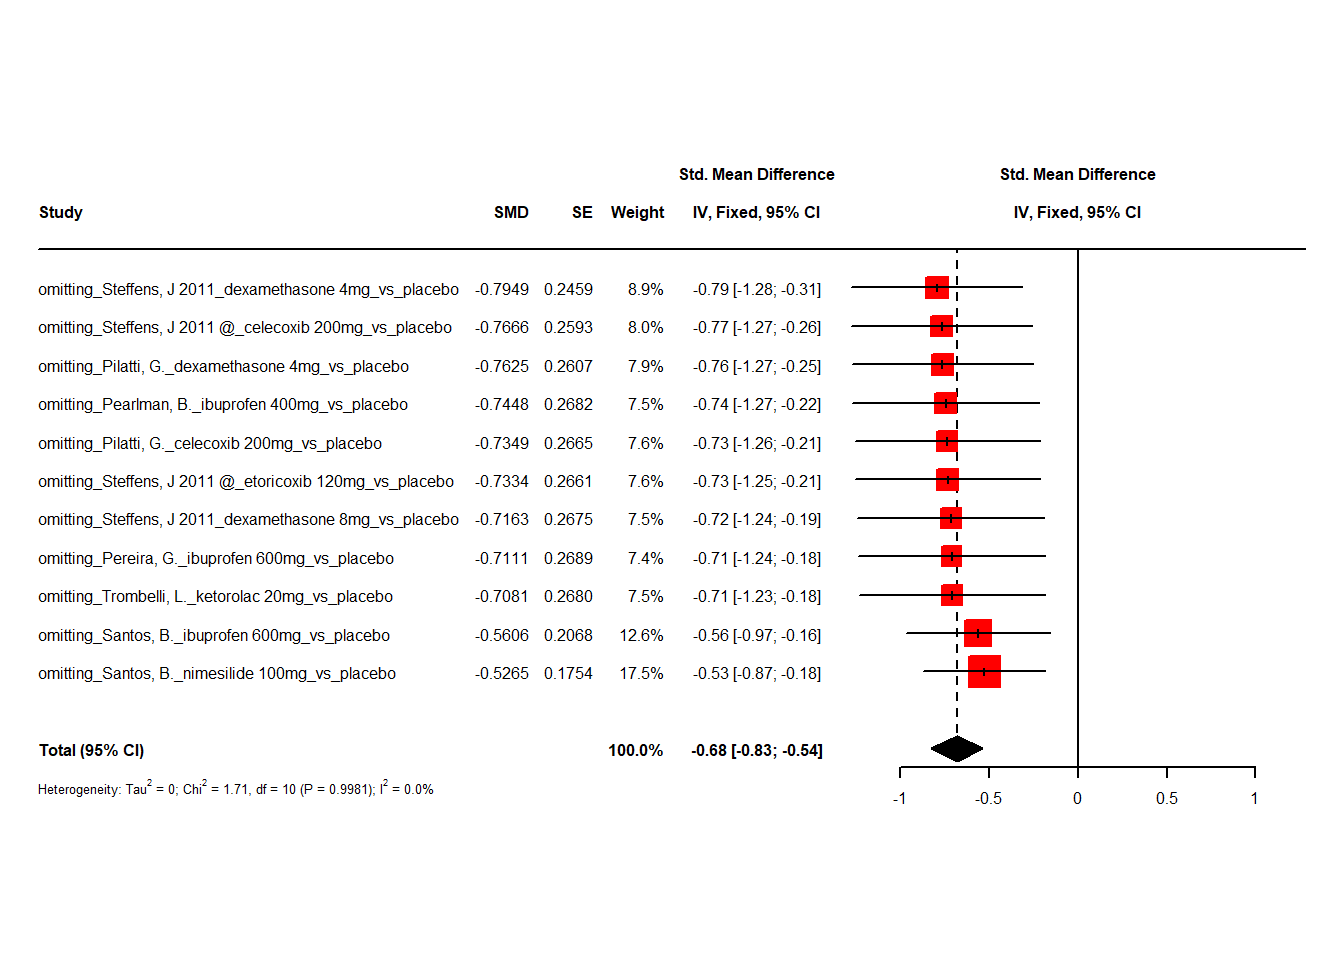 Std. Mean Difference Std. Mean Difference
Study SMD SE Weight IV, Fixed, 95% CI IV, Fixed, 95% CI
omitting_Steffens, J 2011_dexamethasone 4mg_vs_placebo -0.7949 0.2459 8.9% -0.79 [-1.28; -0.31]
omitting_Steffens, J 2011 @_celecoxib 200mg_vs_placebo -0.7666 0.2593 8.0% -0.77 [-1.27; -0.26]
omitting_Pilatti, G._dexamethasone 4mg_vs_placebo -0.7625 0.2607 7.9% -0.76 [-1.27; -0.25]
omitting_Pearlman, B._ibuprofen 400mg_vs_placebo -0.7448 0.2682 7.5% -0.74 [-1.27; -0.22]
omitting_Pilatti, G._celecoxib 200mg_vs_placebo -0.7349 0.2665 7.6% -0.73 [-1.26; -0.21]
omitting_Steffens, J 2011 @_etoricoxib 120mg_vs_placebo -0.7334 0.2661 7.6% -0.73 [-1.25; -0.21]
omitting_Steffens, J 2011_dexamethasone 8mg_vs_placebo -0.7163 0.2675 7.5% -0.72 [-1.24; -0.19]
omitting_Pereira, G._ibuprofen 600mg_vs_placebo -0.7111 0.2689 7.4% -0.71 [-1.24; -0.18]
omitting_Trombelli, L._ketorolac 20mg_vs_placebo -0.7081 0.2680 7.5% -0.71 [-1.23; -0.18]
omitting_Santos, B._ibuprofen 600mg_vs_placebo -0.5606 0.2068 12.6% -0.56 [-0.97; -0.16]
omitting_Santos, B._nimesilide 100mg_vs_placebo -0.5265 0.1754 17.5% -0.53 [-0.87; -0.18]
Total (95% CI) 100.0% -0.68 [-0.83; -0.54]
Heterogeneity: Tau² = 0; Chi² = 1.71, df = 10 (P = 0.9981); I² = 0.0%
-1 -0.5 0 0.5 1